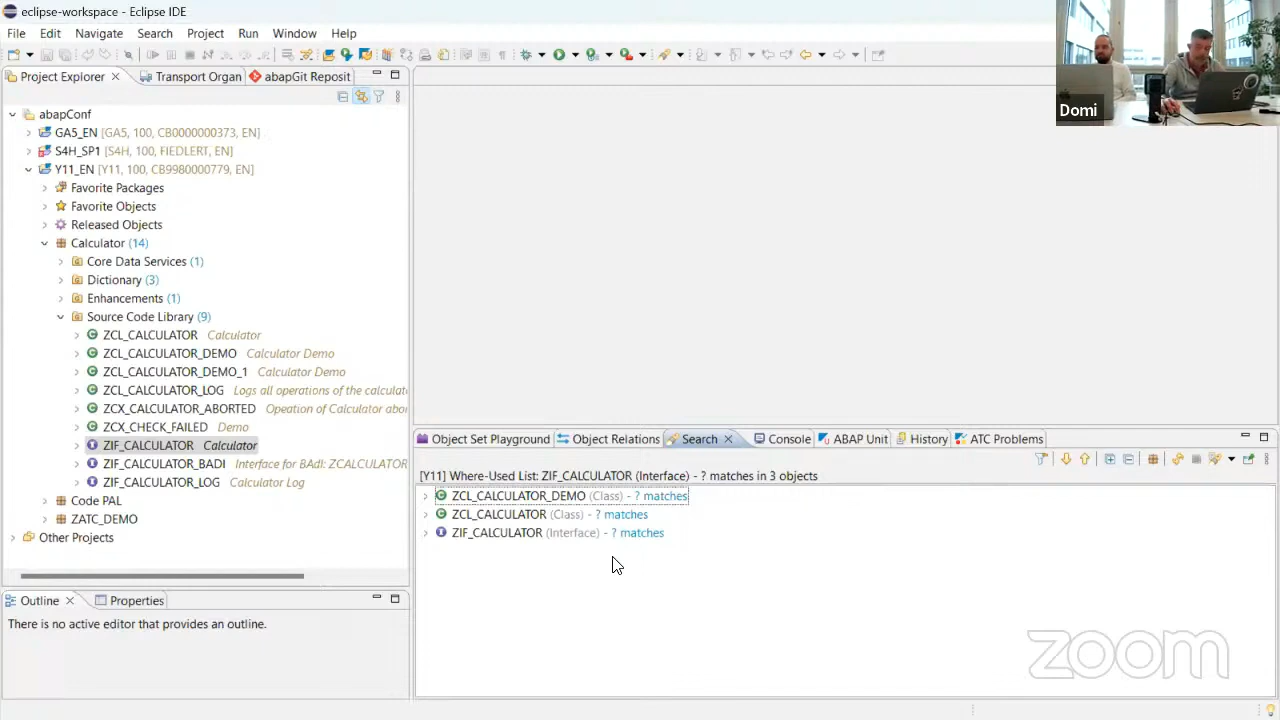 eclipse-workspace - Eclipse IDE
File Edit Navigate Search Project Run Window Help
Project Explorer Transport Organ abapGit Reposit
abapConf
GA5_EN [GA5, 100, CB0000000373, EN]
S4H_SP1 [S4H, 100, FIEDLERT, EN]
Y11_EN [Y11, 100, CB9980000779, EN]
Favorite Packages
Favorite Objects
Released Objects
Calculator (14)
Core Data Services (1)
Dictionary (3)
Enhancements (1)
Source Code Library (9)
ZCL_CALCULATOR Calculator
ZCL_CALCULATOR_DEMO Calculator Demo
ZCL_CALCULATOR_DEMO_1 Calculator Demo
ZCL_CALCULATOR_LOG Logs all operations of the calculat
ZCX_CALCULATOR_ABORTED Opeation of Calculator abo
ZCX_CHECK_FAILED Demo
ZIF_CALCULATOR Calculator
ZIF_CALCULATOR_BADI Interface for BAdI: ZCALCULATOR
ZIF_CALCULATOR_LOG Calculator Log
Code PAL
ZATC_DEMO
Other Projects
Outline Properties
There is no active editor that provides an outline.
Object Set Playground Object Relations Search Console ABAP Unit History ATC Problems
[Y11] Where-Used List: ZIF_CALCULATOR (Interface) - ? matches in 3 objects
ZCL_CALCULATOR_DEMO (Class) - ? matches
ZCL_CALCULATOR (Class) - ? matches
ZIF_CALCULATOR (Interface) - ? matches
Domi
zoom